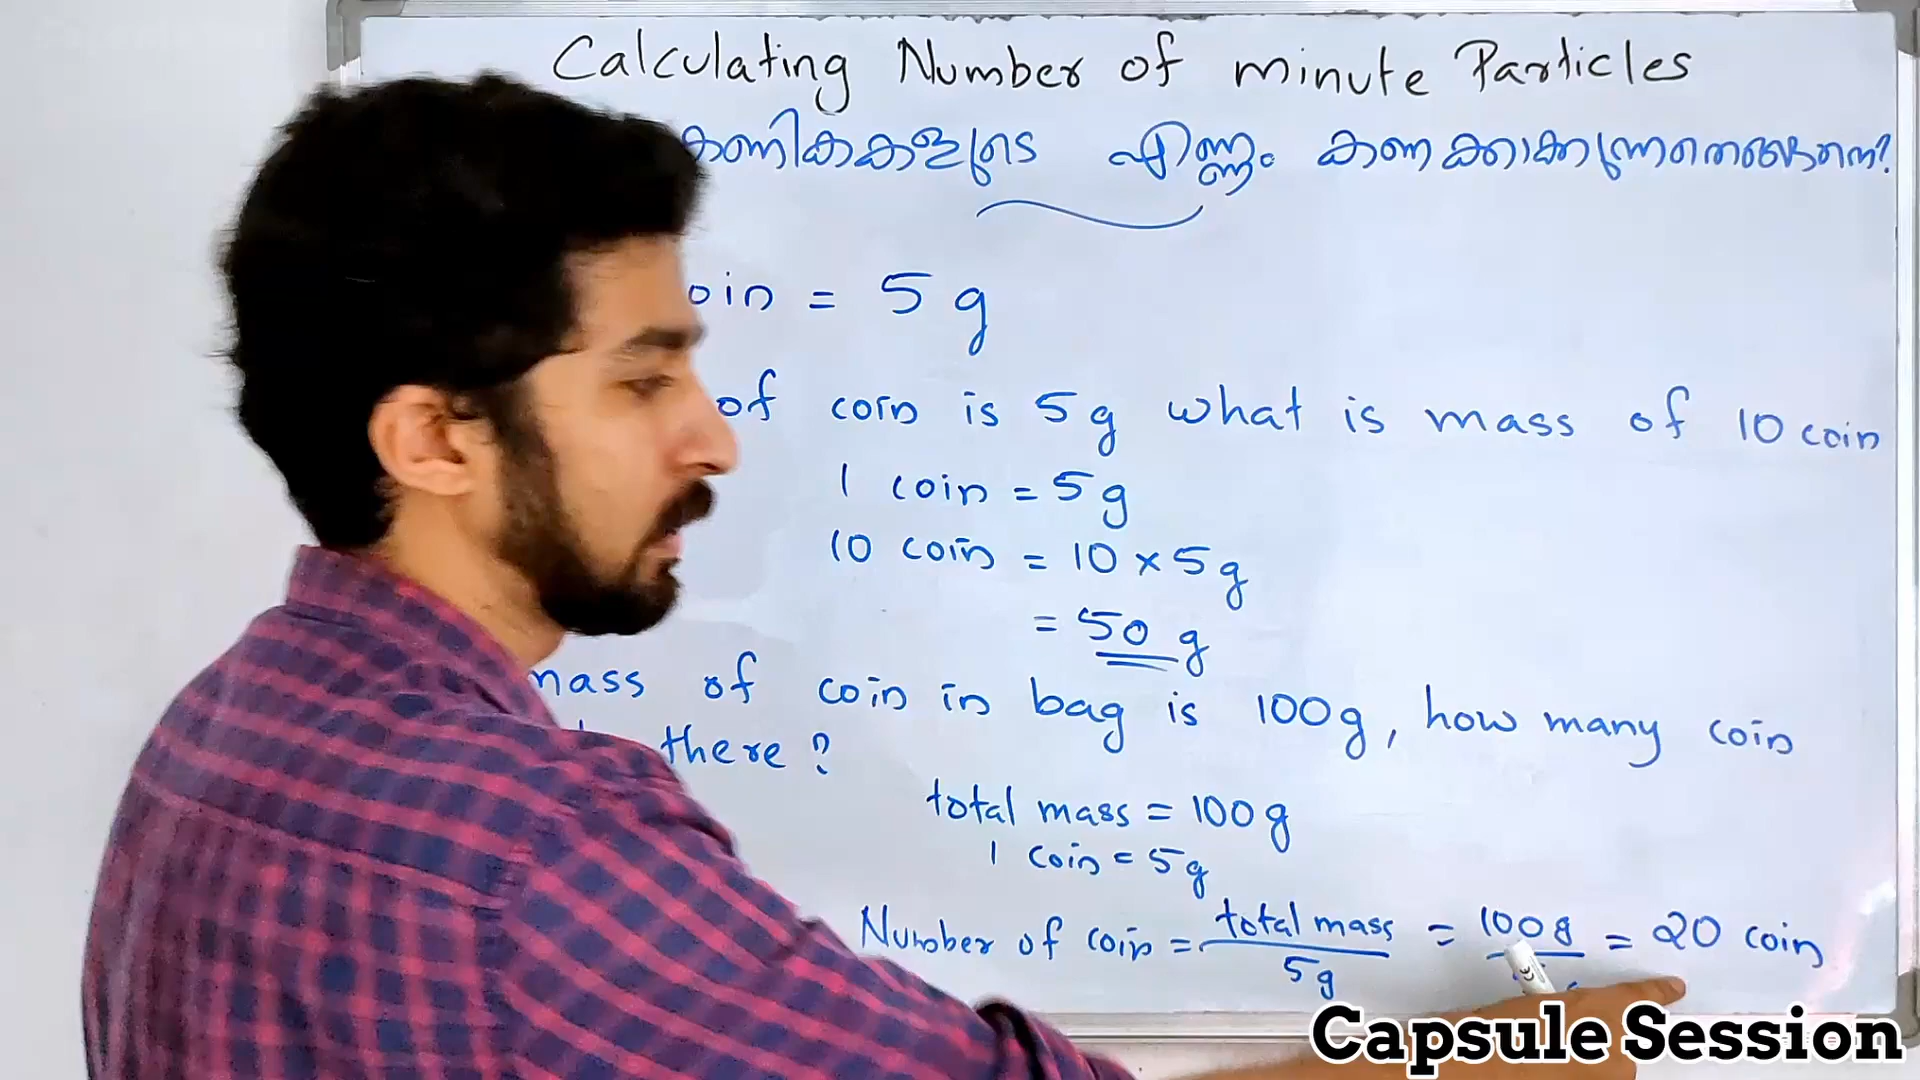 Calculating Number of minute Particles
കണികകളുടെ എണ്ണം കണക്കാക്കുന്നതെങ്ങനെ?
oin = 5 g
of coin is 5g what is mass of 10 coin
1 coin = 5g
10 coin = 10 × 5g
= 50 g
mass of coin in bag is 100g, how many coin
there ?
total mass = 100g
1 coin = 5g
Number of coin = total mass / 5g = 100g = 20 coin
Capsule Session